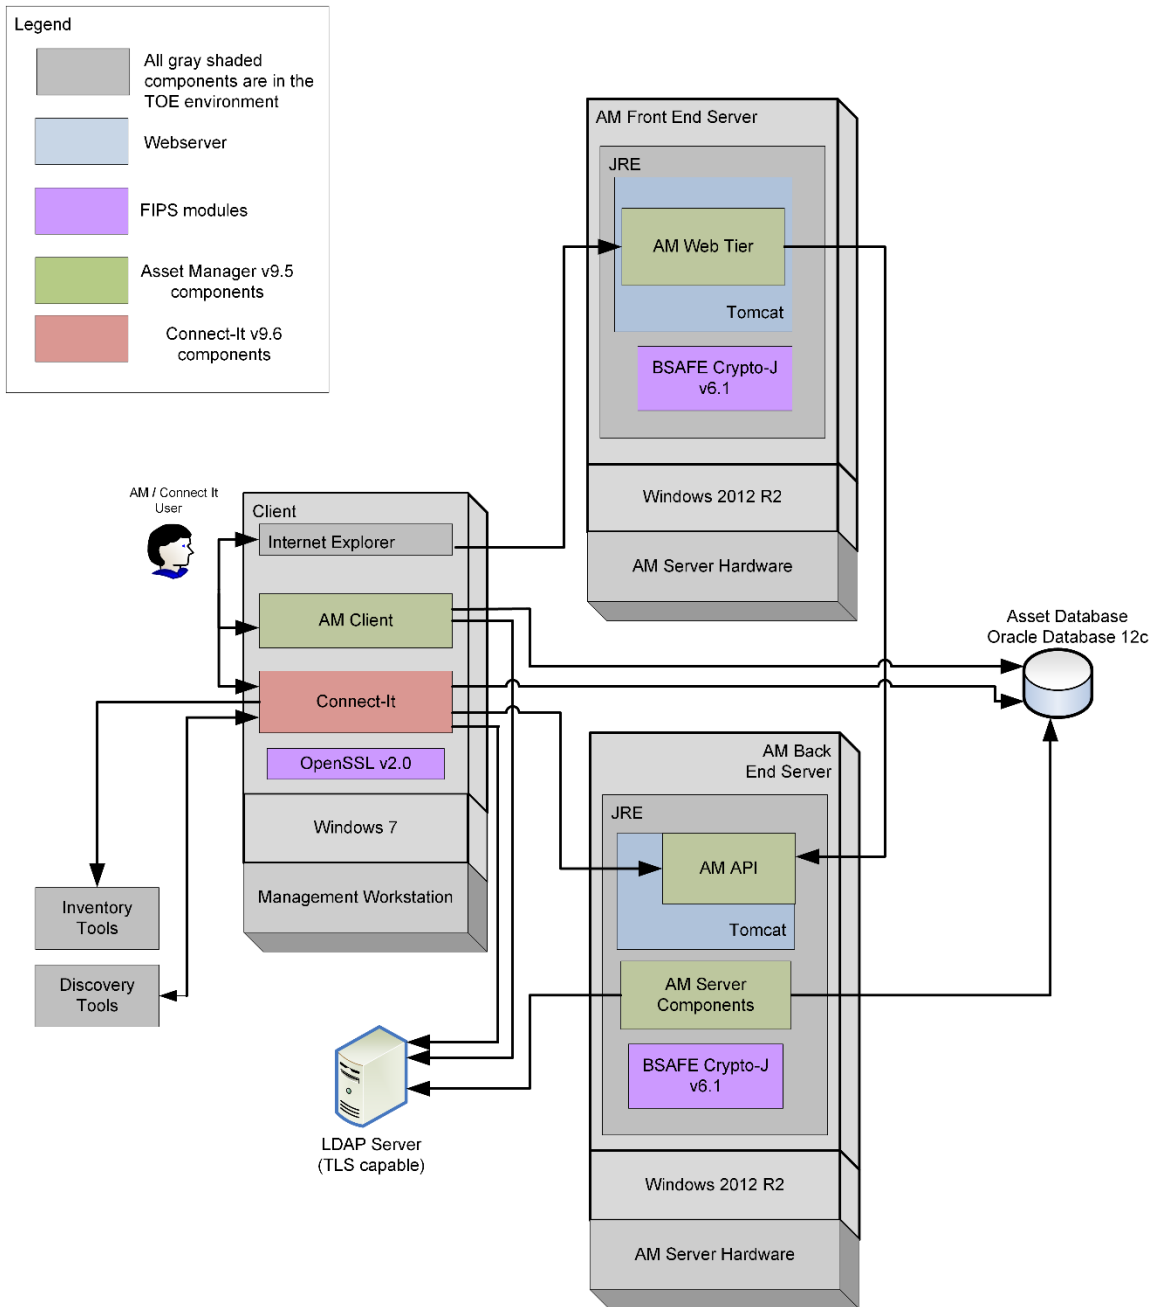 Legend
All gray shaded
components are in the
TOE environment
Webserver
FIPS modules
Asset Manager v9.5
components
Connect-It v9.6
components
AM Front End Server
JRE
AM Web Tier
Tomcat
BSAFE Crypto-J
v6.1
Windows 2012 R2
AM Server Hardware
AM / Connect It
User
Client
Internet Explorer
AM Client
Connect-It
OpenSSL v2.0
Windows 7
Management Workstation
Inventory
Tools
Discovery
Tools
Asset Database
Oracle Database 12c
AM Back
End Server
JRE
AM API
Tomcat
AM Server
Components
BSAFE Crypto-J
v6.1
Windows 2012 R2
AM Server Hardware
LDAP Server
(TLS capable)